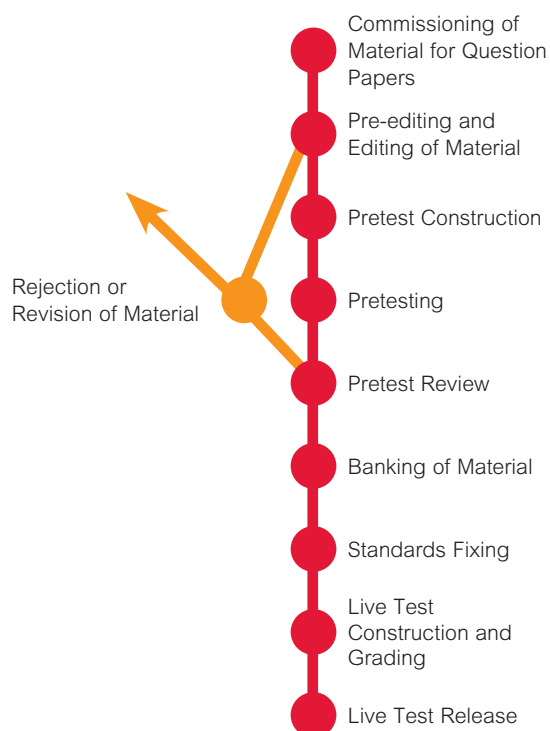 Commissioning of
Material for Question
Papers
Pre-editing and
Editing of Material
Pretest Construction
Rejection or
Revision of Material
Pretesting
Pretest Review
Banking of Material
Standards Fixing
Live Test
Construction and
Grading
Live Test Release